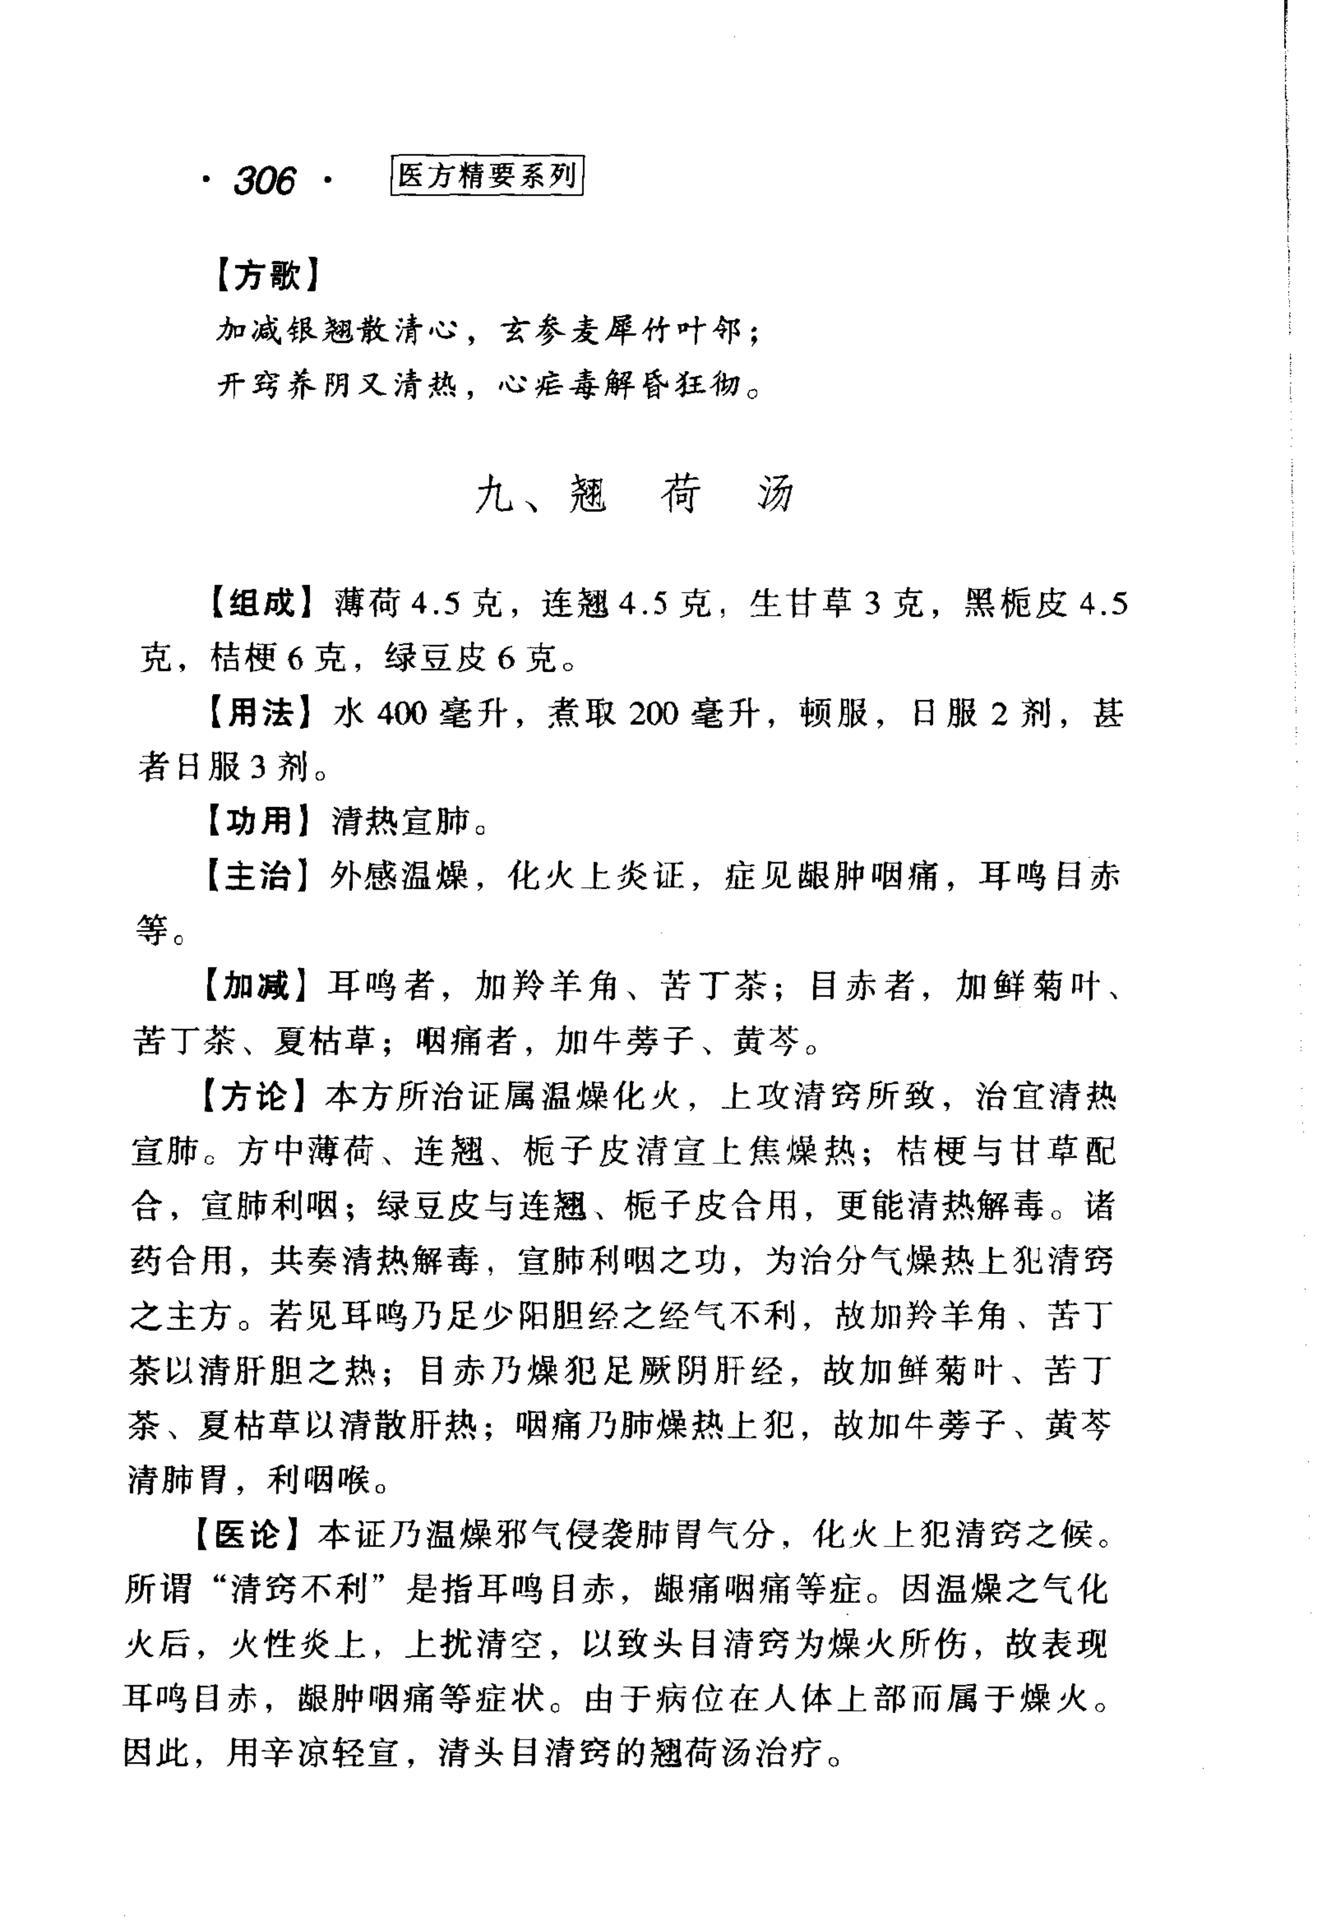 · 306 · 医方精要系列
【方歌】
加减银翘散清心，玄参麦犀竹叶邻；
开窍养阴又清热，心疟毒解昏狂彻。
九、翘 荷 汤
【组成】薄荷 4.5 克，连翘 4.5 克，生甘草 3 克，黑栀皮 4.5
克，桔梗 6 克，绿豆皮 6 克。
【用法】水 400 毫升，煮取 200 毫升，顿服，日服 2 剂，甚
者日服 3 剂。
【功用】清热宣肺。
【主治】外感温燥，化火上炎证，症见龈肿咽痛，耳鸣目赤
等。
【加减】耳鸣者，加羚羊角、苦丁茶；目赤者，加鲜菊叶、
苦丁茶、夏枯草；咽痛者，加牛蒡子、黄芩。
【方论】本方所治证属温燥化火，上攻清窍所致，治宜清热
宣肺。方中薄荷、连翘、栀子皮清宣上焦燥热；桔梗与甘草配
合，宣肺利咽；绿豆皮与连翘、栀子皮合用，更能清热解毒。诸
药合用，共奏清热解毒，宣肺利咽之功，为治分气燥热上犯清窍
之主方。若见耳鸣乃足少阳胆经之经气不利，故加羚羊角、苦丁
茶以清肝胆之热；目赤乃燥犯足厥阴肝经，故加鲜菊叶、苦丁
茶、夏枯草以清散肝热；咽痛乃肺燥热上犯，故加牛蒡子、黄芩
清肺胃，利咽喉。
【医论】本证乃温燥邪气侵袭肺胃气分，化火上犯清窍之候。
所谓“清窍不利”是指耳鸣目赤，龈痛咽痛等症。因温燥之气化
火后，火性炎上，上扰清空，以致头目清窍为燥火所伤，故表现
耳鸣目赤，龈肿咽痛等症状。由于病位在人体上部而属于燥火。
因此，用辛凉轻宣，清头目清窍的翘荷汤治疗。